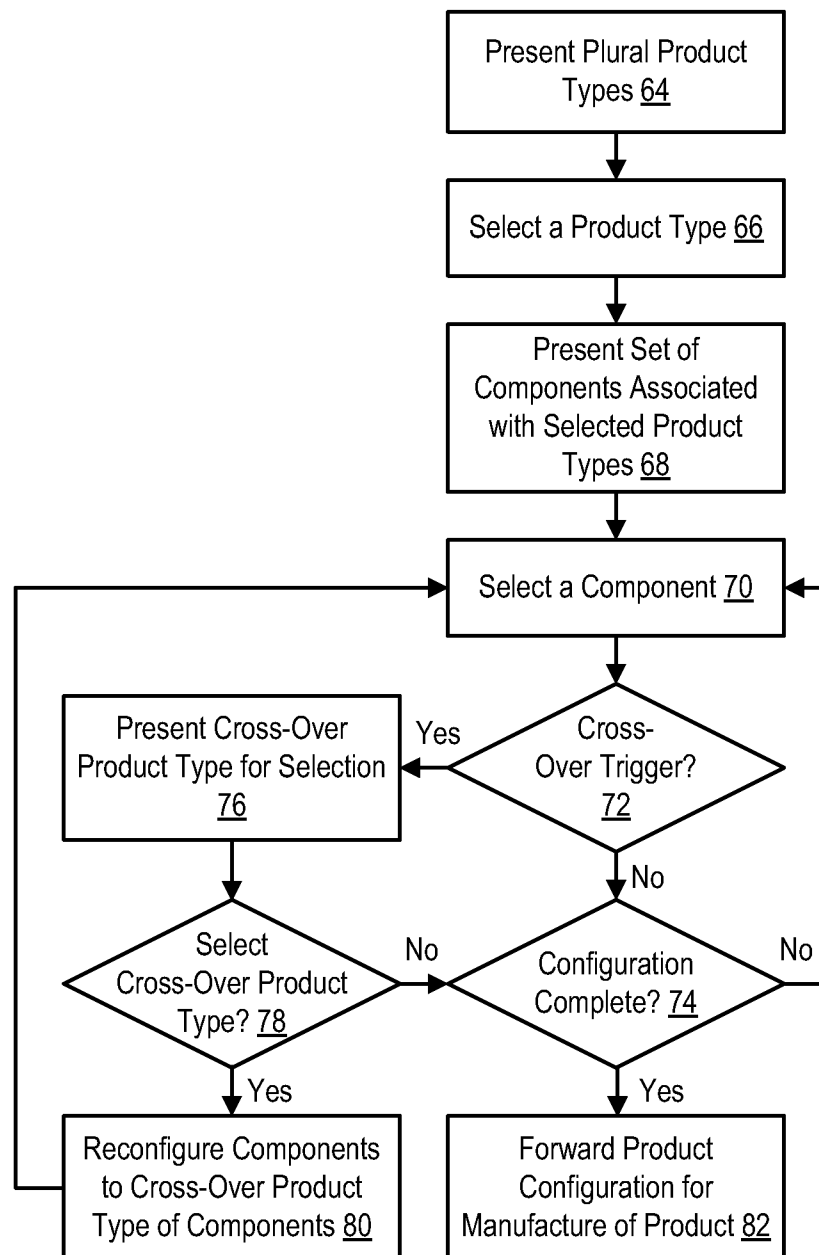 Present Plural Product
Types 64
Select a Product Type 66
Present Set of
Components Associated
with Selected Product
Types 68
Select a Component 70
Cross-
Over Trigger?
72
Yes
No
Present Cross-Over
Product Type for Selection
76
Select
Cross-Over Product
Type? 78
No
Yes
Configuration
Complete? 74
No
Yes
Reconfigure Components
to Cross-Over Product
Type of Components 80
Forward Product
Configuration for
Manufacture of Product 82